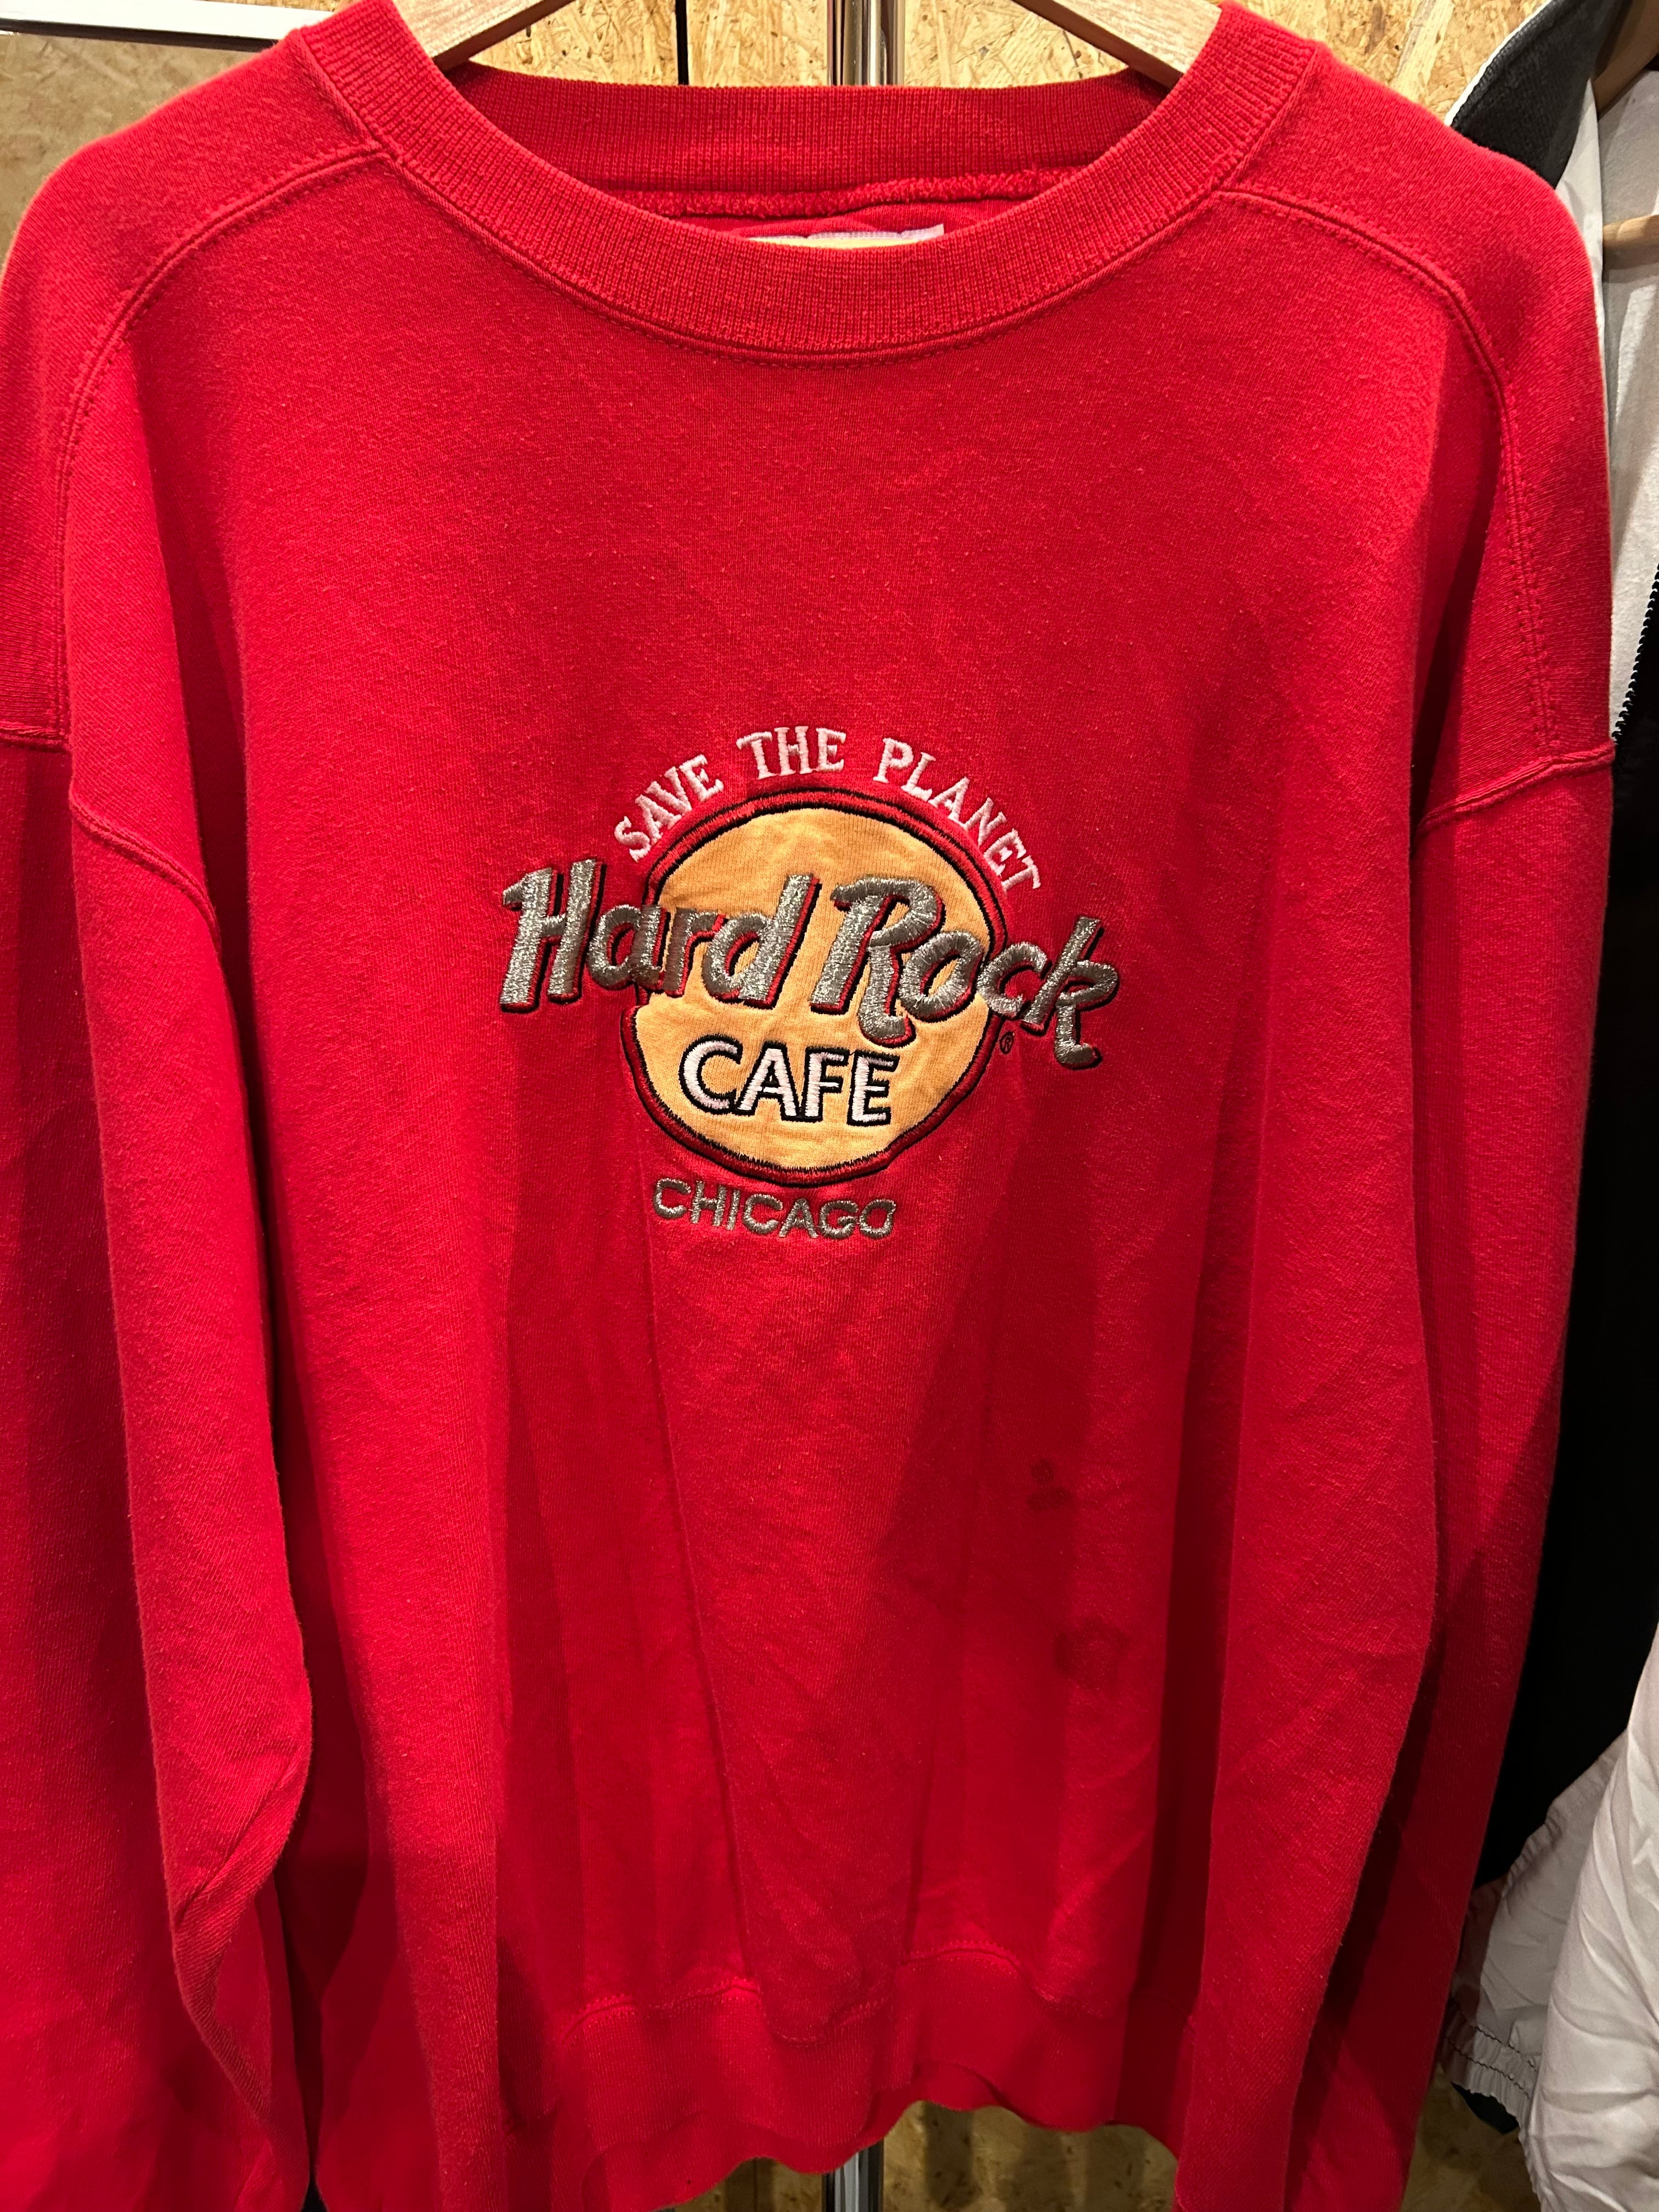 SAVE THE PLANET
Hard Rock
®
CAFE
CHICAGO